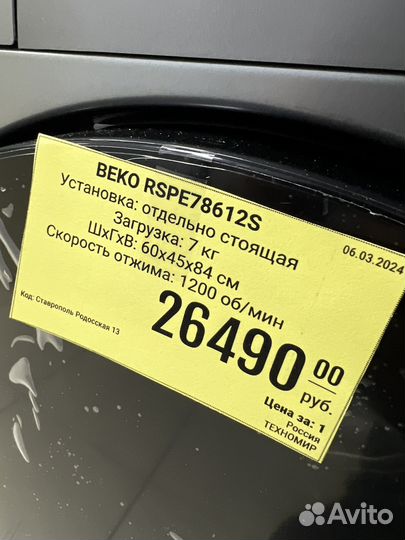 BEKO RSPE78612S
06.03.2024
Установка: отдельно стоящая
Загрузка: 7 кг
ШхГхВ: 60x45x84 см
Скорость отжима: 1200 об/мин
Код: Ставрополь Родосская 13
26490 00
руб.
Цена за: 1
Россия
ТЕХНОМИР
Avito